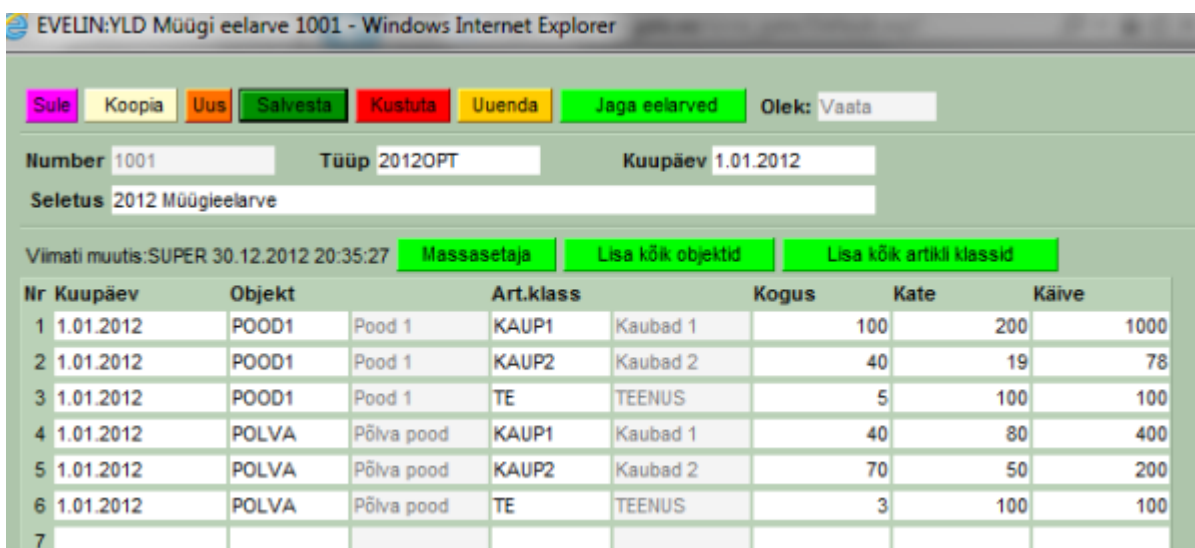 EVELIN:YLD Müügi eelarve 1001 - Windows Internet Explorer
Sule Koopia Uus Salvesta Kustuta Uuenda Jaga eelarved Olek: Vaata
Number 1001 Tüüp 2012OPT Kuupäev 1.01.2012
Seletus 2012 Müügieelarve
Viimati muutis:SUPER 30.12.2012 20:35:27 Massasetaja Lisa kõik objektid Lisa kõik artikli klassid
Nr Kuupäev Objekt Art.klass Kogus Kate Käive
1 1.01.2012 POOD1 Pood 1 KAUP1 Kaubad 1 100 200 1000
2 1.01.2012 POOD1 Pood 1 KAUP2 Kaubad 2 40 19 78
3 1.01.2012 POOD1 Pood 1 TE TEENUS 5 100 100
4 1.01.2012 POLVA Põlva pood KAUP1 Kaubad 1 40 80 400
5 1.01.2012 POLVA Põlva pood KAUP2 Kaubad 2 70 50 200
6 1.01.2012 POLVA Põlva pood TE TEENUS 3 100 100
7